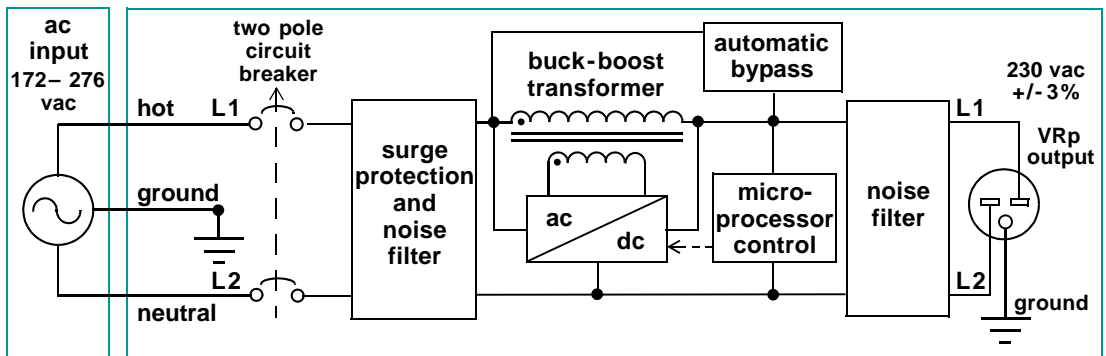 ac
input
172– 276
vac
two pole
circuit
breaker
hot
L1
ground
L2
neutral
surge
protection
and
noise
filter
buck-boost
transformer
automatic
bypass
ac
dc
micro-
processor
control
noise
filter
230 vac
+/-3%
L1
VRp
output
L2
ground